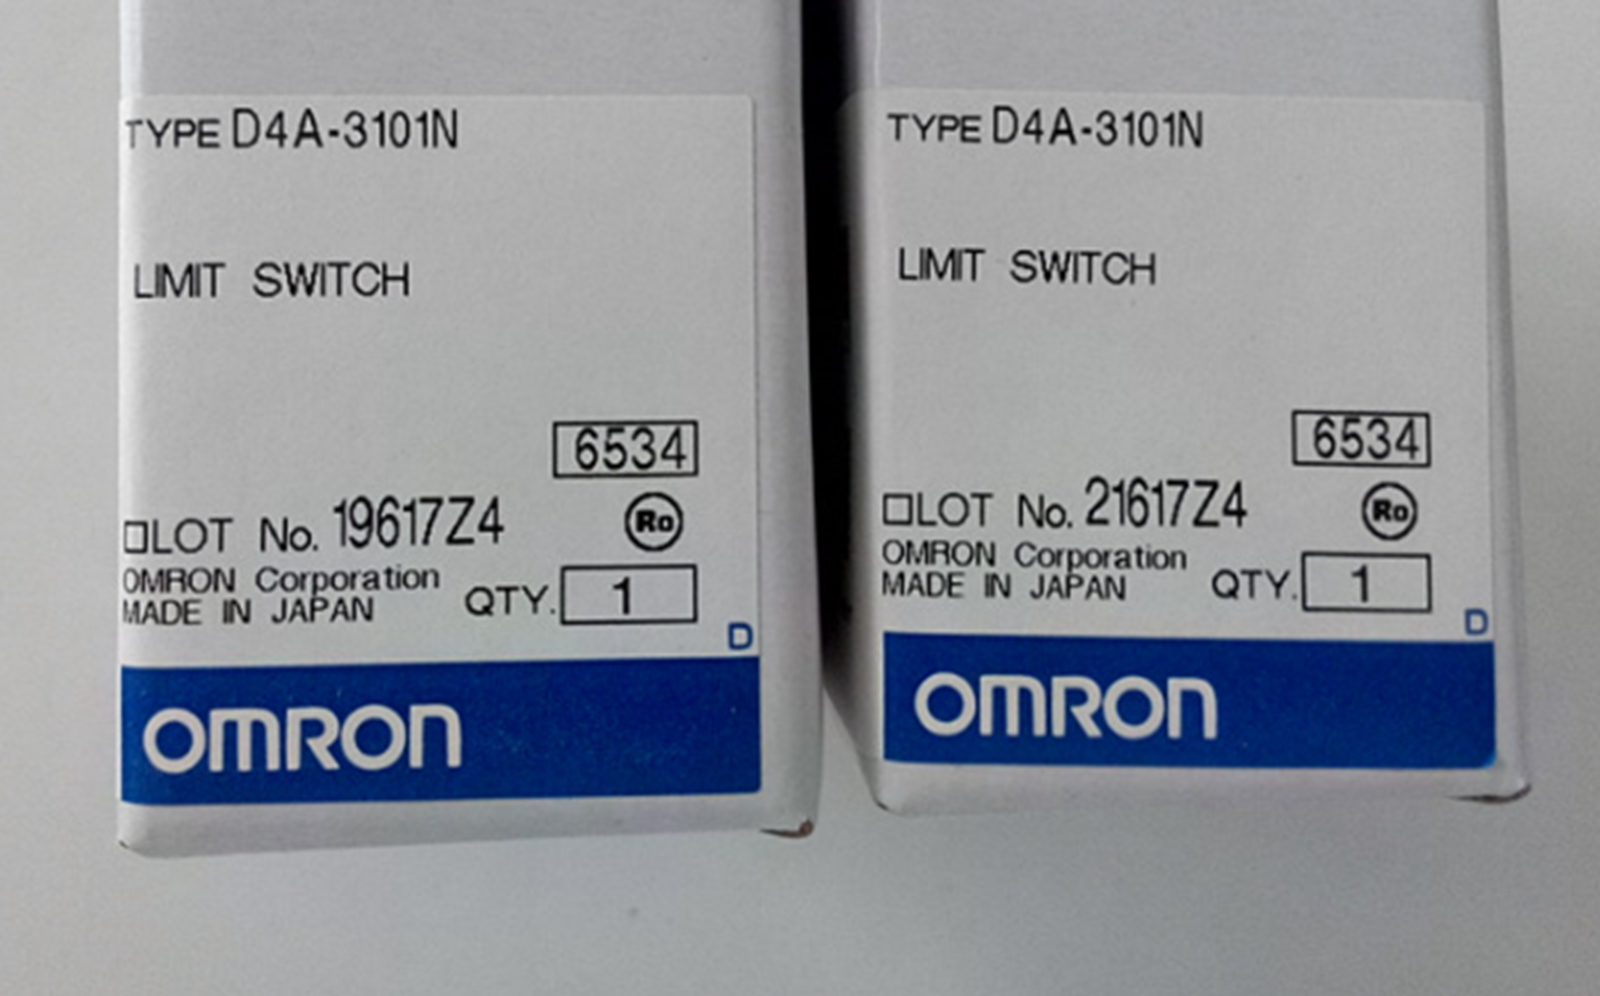 TYPE D4A-3101N
LIMIT SWITCH
6534
□LOT No. 19617Z4
Ro
OMRON Corporation
MADE IN JAPAN QTY. 1
D
OMRON
TYPE D4A-3101N
LIMIT SWITCH
6534
□LOT No. 21617Z4
Ro
OMRON Corporation
MADE IN JAPAN QTY. 1
D
OMRON